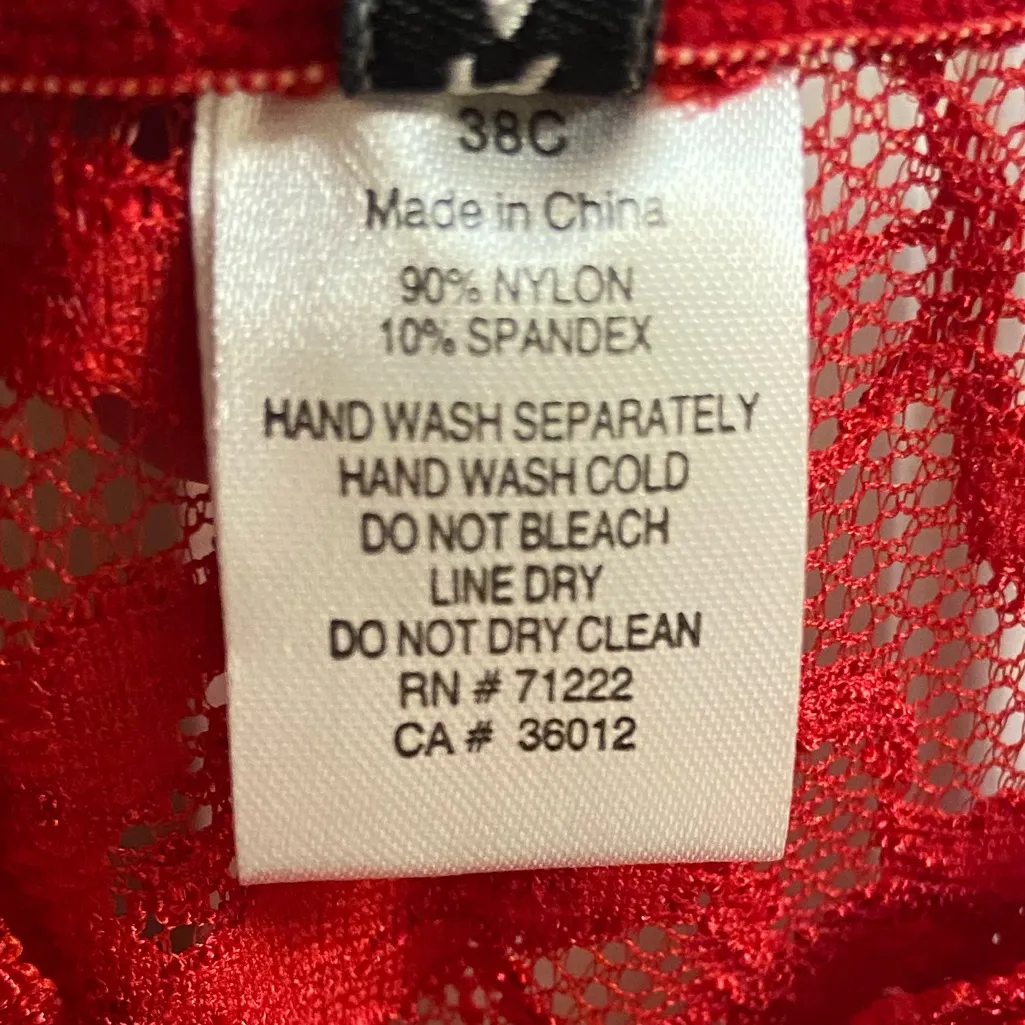 38C
Made in China
90% NYLON
10% SPANDEX
HAND WASH SEPARATELY
HAND WASH COLD
DO NOT BLEACH
LINE DRY
DO NOT DRY CLEAN
RN # 71222
CA # 36012